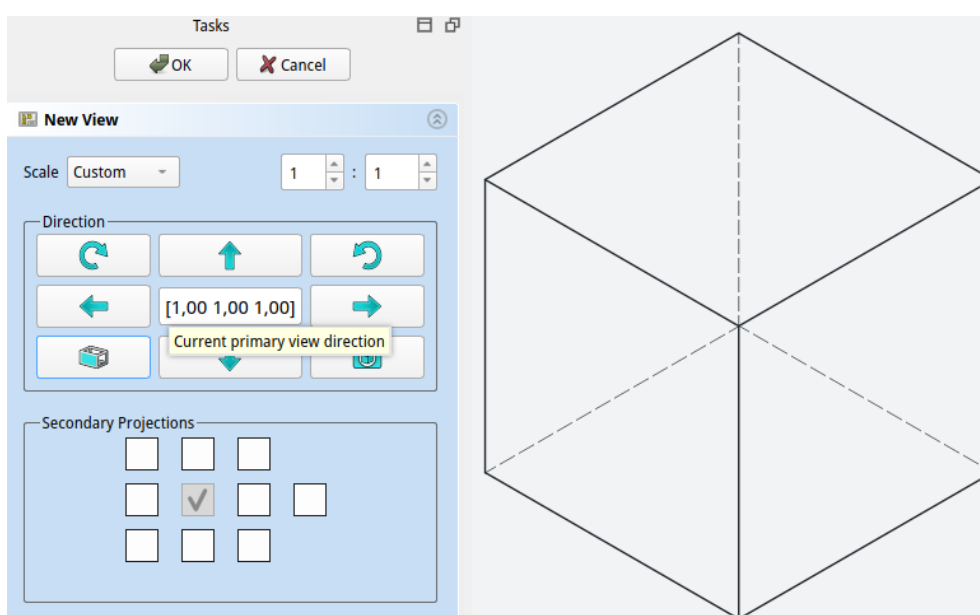 Tasks
OK Cancel
New View
Scale Custom 1 : 1
Direction
[1,00 1,00 1,00]
Current primary view direction
Secondary Projections